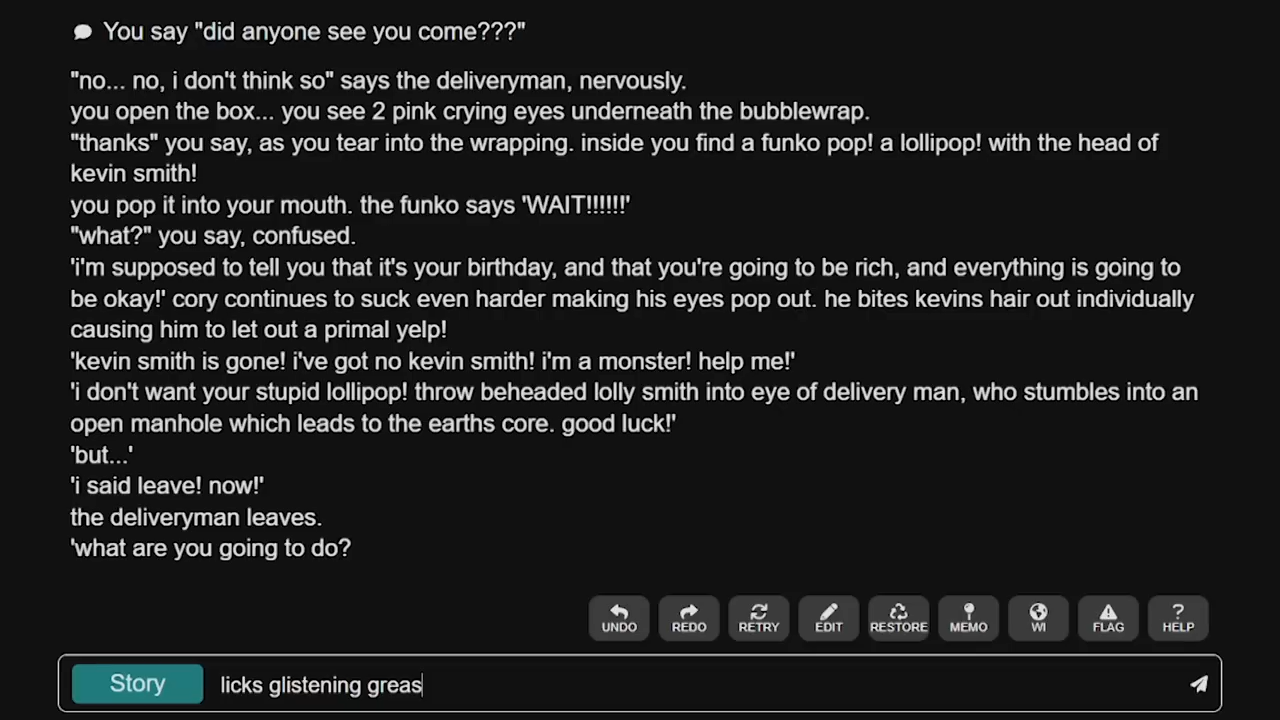 You say "did anyone see you come???"
"no... no, i don't think so" says the deliveryman, nervously.
you open the box... you see 2 pink crying eyes underneath the bubblewrap.
"thanks" you say, as you tear into the wrapping. inside you find a funko pop! a lollipop! with the head of
kevin smith!
you pop it into your mouth. the funko says 'WAIT!!!!!!'
"what?" you say, confused.
'i'm supposed to tell you that it's your birthday, and that you're going to be rich, and everything is going to
be okay!' cory continues to suck even harder making his eyes pop out. he bites kevins hair out individually
causing him to let out a primal yelp!
'kevin smith is gone! i've got no kevin smith! i'm a monster! help me!'
'i don't want your stupid lollipop! throw beheaded lolly smith into eye of delivery man, who stumbles into an
open manhole which leads to the earths core. good luck!'
'but...'
'i said leave! now!'
the deliveryman leaves.
'what are you going to do?
UNDO REDO RETRY EDIT RESTORE MEMO WI FLAG HELP
Story licks glistening greas